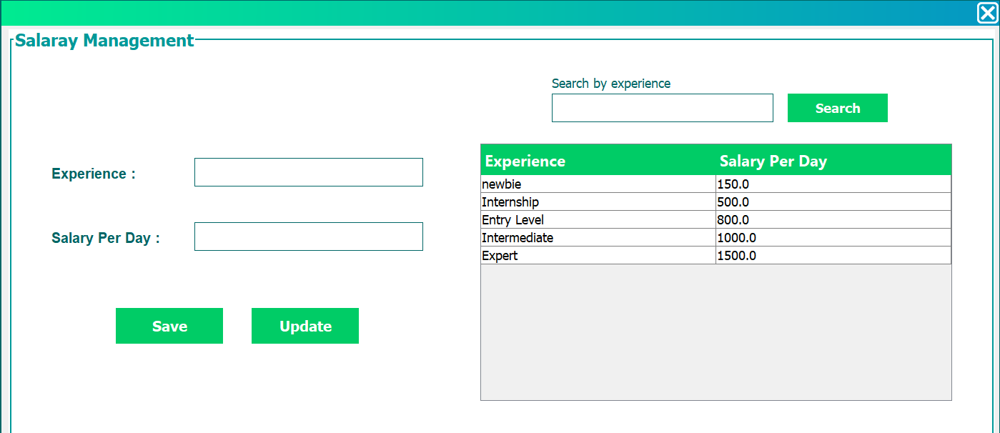 Salaray Management
Search by experience
Search
Experience :
Salary Per Day :
Save
Update
Experience Salary Per Day
newbie 150.0
Internship 500.0
Entry Level 800.0
Intermediate 1000.0
Expert 1500.0